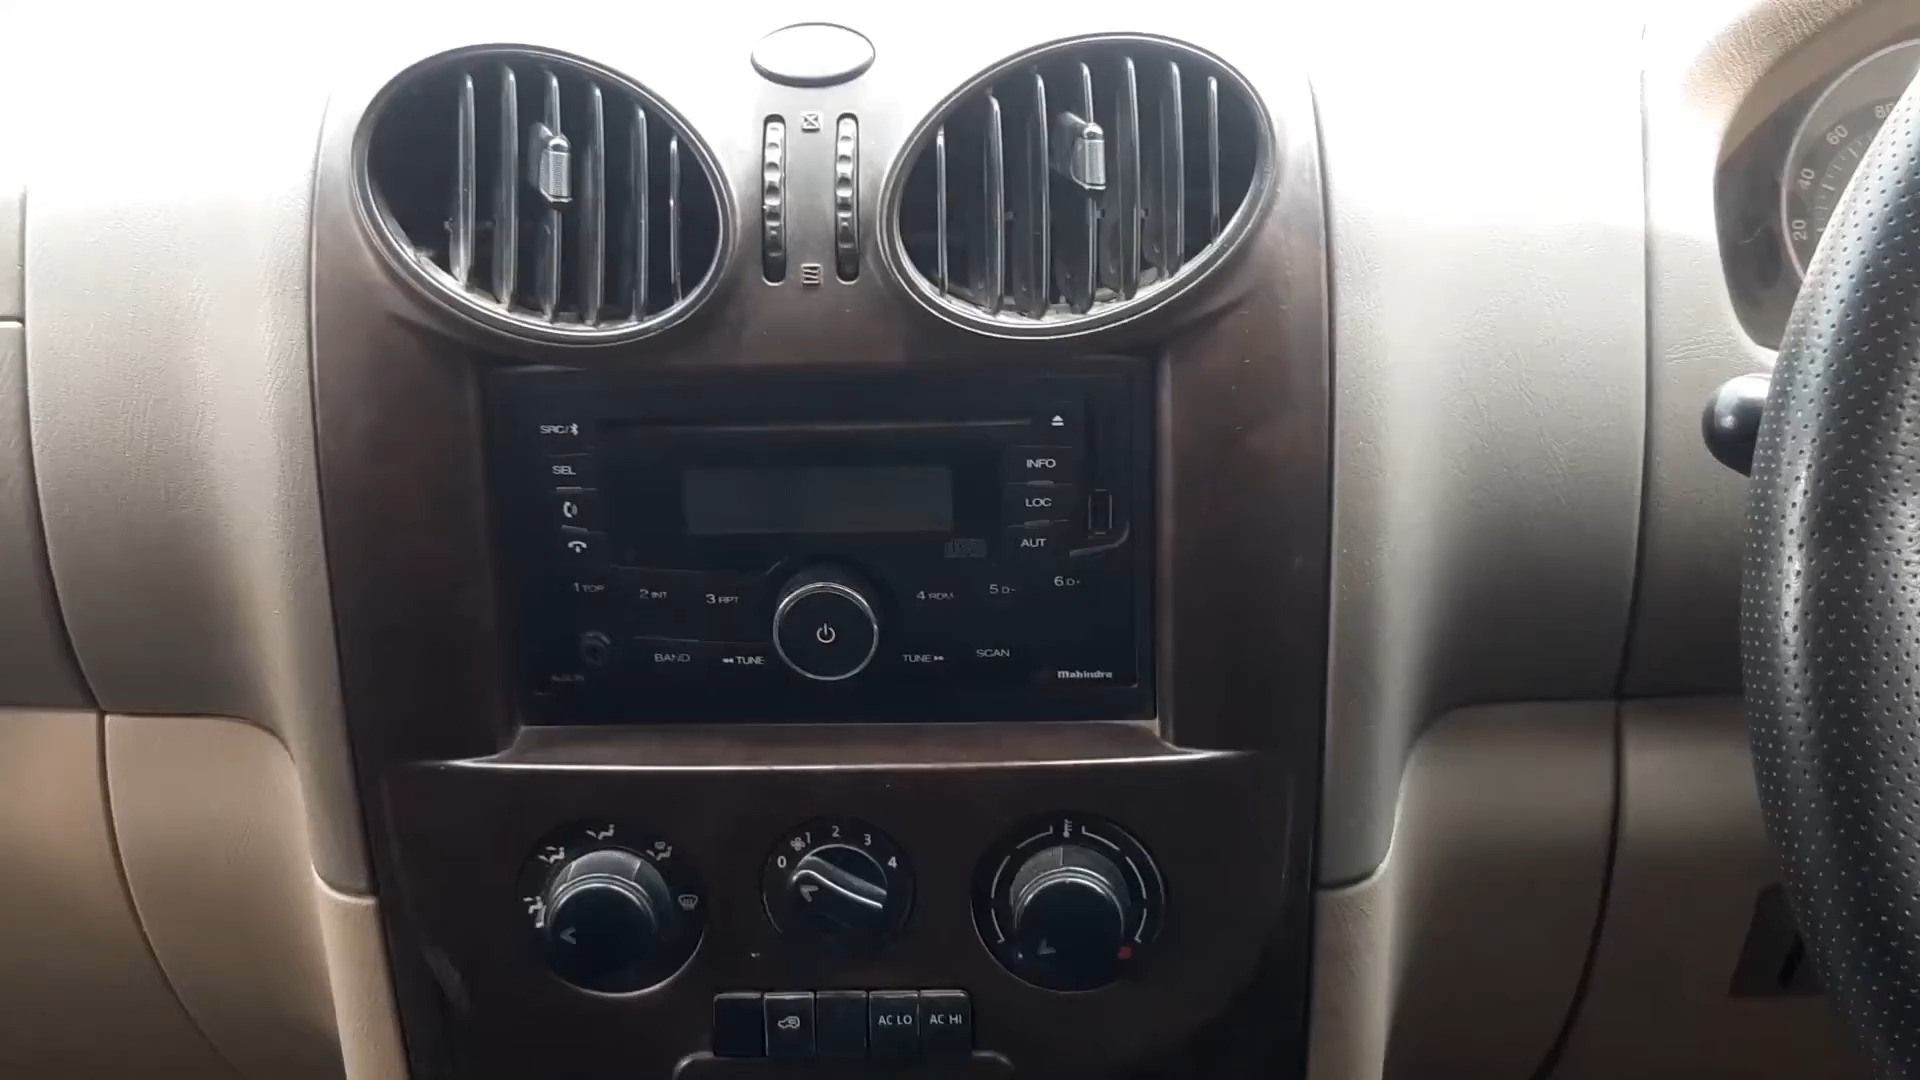 80
60
40
20
SRC/
SEL
INFO
LOC
AUT
1 TOP
2 INT
3 RPT
4 RDM
5 D-
6 D+
BAND
TUNE
TUNE
SCAN
Mahindra
0
1
2
3
4
AC LO
AC HI